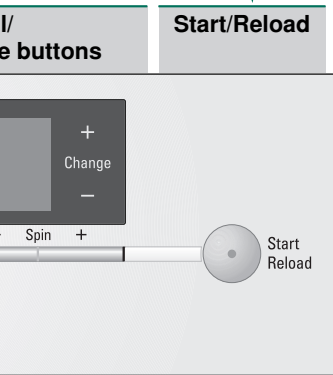 l/
e buttons
Start/Reload
+
Change
–
- Spin +
Start
Reload